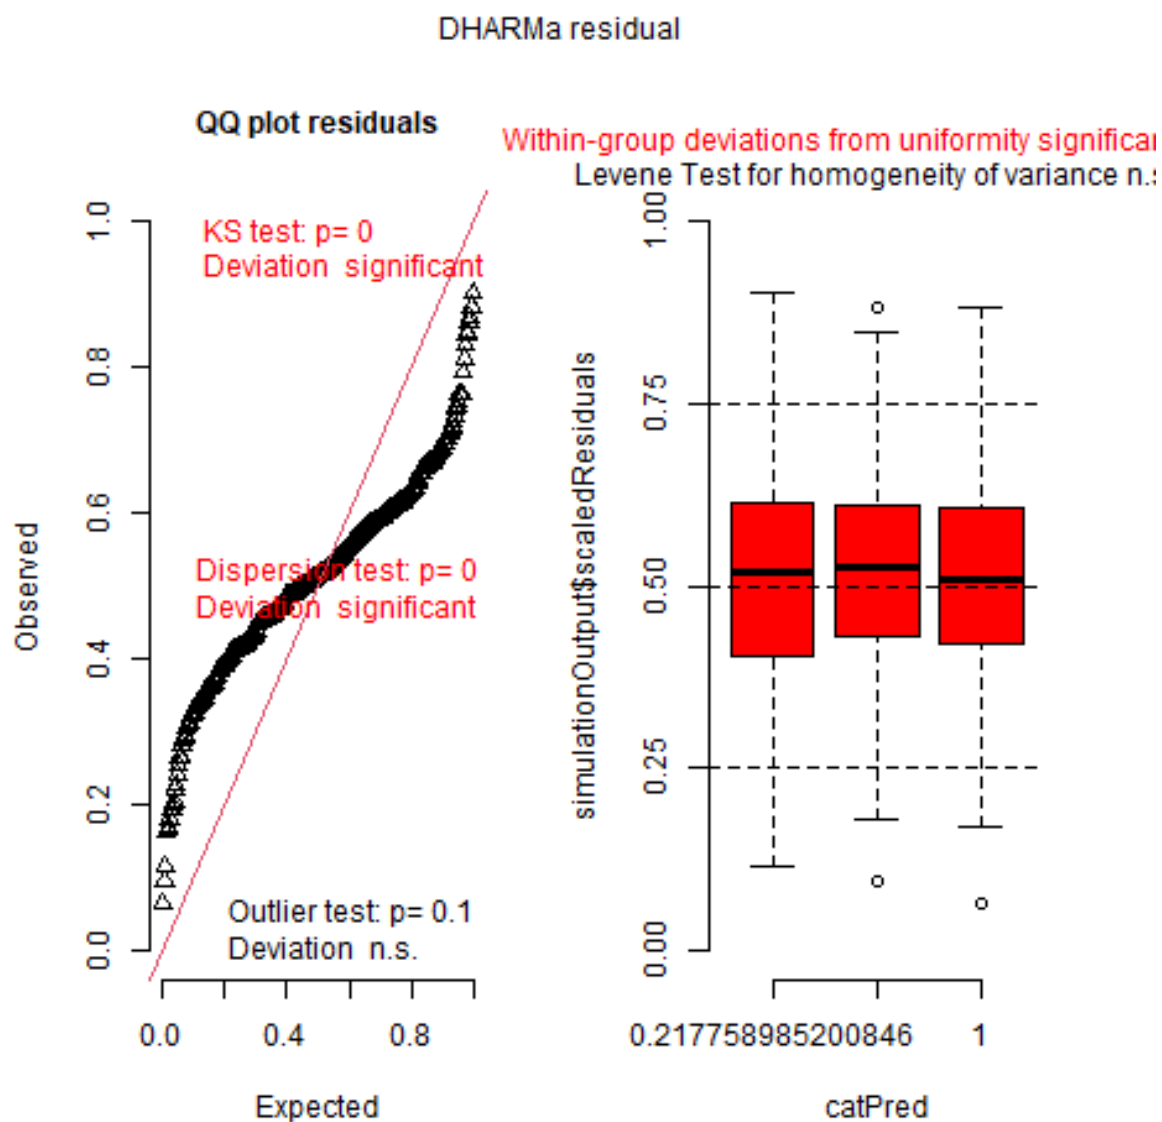 DHARMa residual
QQ plot residuals
KS test: p= 0
Deviation significant
Dispersion test: p= 0
Deviation significant
Outlier test: p= 0.1
Deviation n.s.
Observed
0.0
0.2
0.4
0.6
0.8
1.0
0.0
0.4
0.8
Expected
Within-group deviations from uniformity significan
Levene Test for homogeneity of variance n.s
simulationOutput$scaledResiduals
0.00
0.25
0.50
0.75
1.00
0.217758985200846
1
catPred